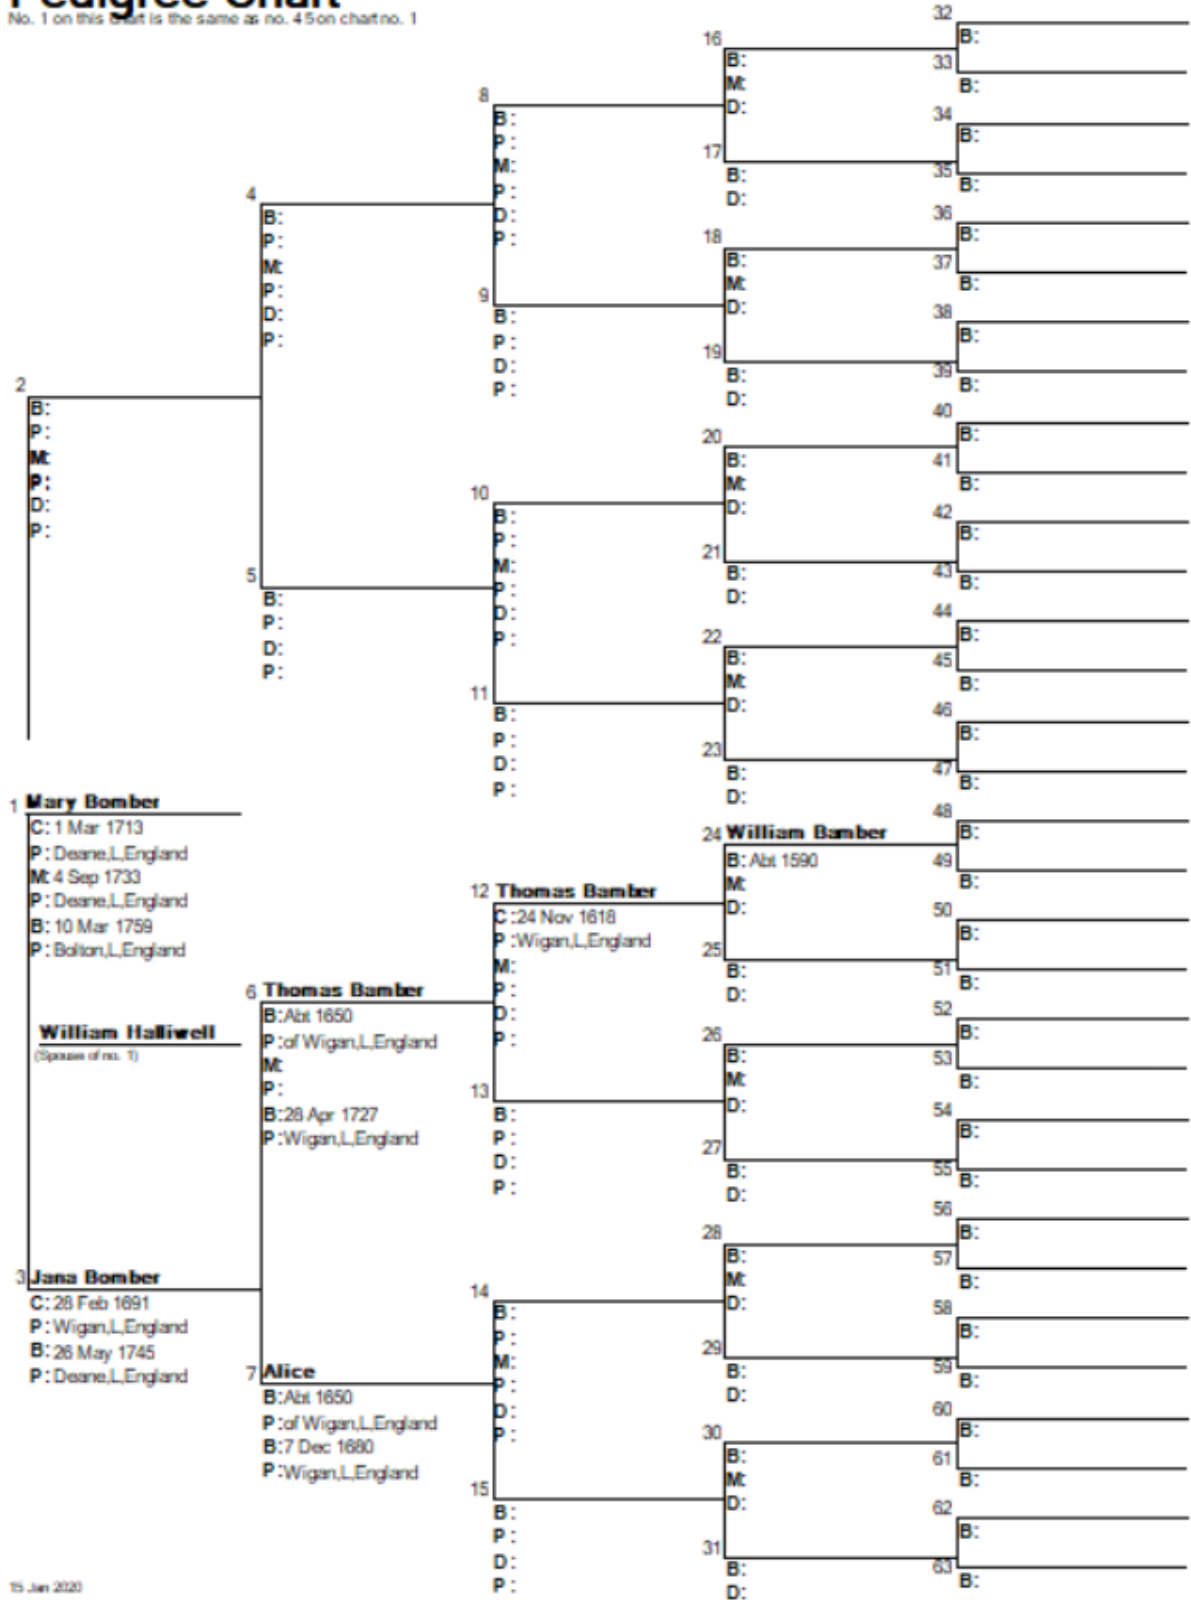 Pedigree Chart
No. 1 on this chart is the same as no. 45 on chart no. 1
2
B:
P:
M:
P:
D:
P:
1 Mary Bomber
C: 1 Mar 1713
P: Deane,L,England
M: 4 Sep 1733
P: Deane,L,England
B: 10 Mar 1759
P: Bolton,L,England
William Halliwell
(Spouse of no. 1)
3 Jana Bomber
C: 28 Feb 1691
P: Wigan,L,England
B: 26 May 1745
P: Deane,L,England
4
B:
P:
M:
P:
D:
P:
5
B:
P:
D:
P:
6 Thomas Bamber
B: Abt 1650
P: of Wigan,L,England
M:
P:
B: 28 Apr 1727
P: Wigan,L,England
7 Alice
B: Abt 1650
P: of Wigan,L,England
B: 7 Dec 1680
P: Wigan,L,England
8
B:
P:
M:
P:
D:
P:
9
B:
P:
D:
P:
10
B:
P:
M:
P:
D:
P:
11
B:
P:
D:
P:
12 Thomas Bamber
C: 24 Nov 1618
P: Wigan,L,England
M:
P:
D:
P:
13
B:
P:
D:
P:
14
B:
P:
M:
P:
D:
P:
15
B:
P:
D:
P:
16
B:
M:
D:
17
B:
D:
18
B:
M:
D:
19
B:
D:
20
B:
M:
D:
21
B:
D:
22
B:
M:
D:
23
B:
D:
24 William Bamber
B: Abt 1590
M:
D:
25
B:
D:
26
B:
M:
D:
27
B:
D:
28
B:
M:
D:
29
B:
D:
30
B:
M:
D:
31
B:
D:
32
B:
33
B:
34
B:
35
B:
36
B:
37
B:
38
B:
39
B:
40
B:
41
B:
42
B:
43
B:
44
B:
45
B:
46
B:
47
B:
48
B:
49
B:
50
B:
51
B:
52
B:
53
B:
54
B:
55
B:
56
B:
57
B:
58
B:
59
B:
60
B:
61
B:
62
B:
63
B:
15 Jan 2020